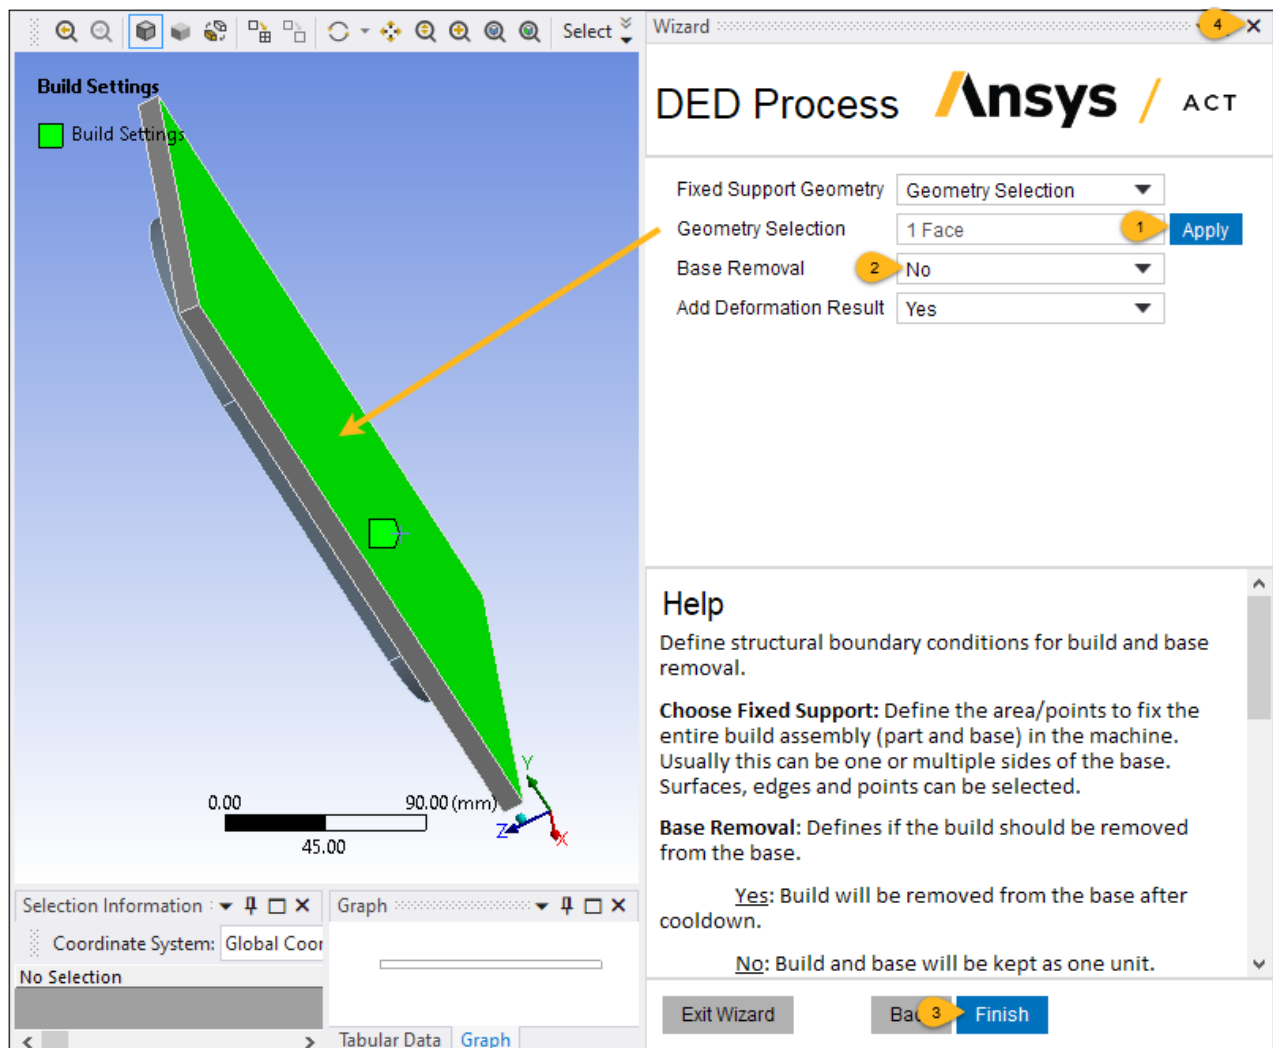 Select
Build Settings
Build Settings
0.00
90.00 (mm)
45.00
Y
Z
X
Selection Information
Coordinate System:
Global Coor
No Selection
Graph
Tabular Data
Graph
Wizard
4
DED Process
Ansys / ACT
Fixed Support Geometry
Geometry Selection
Geometry Selection
1 Face
1
Apply
Base Removal
2
No
Add Deformation Result
Yes
Help
Define structural boundary conditions for build and base
removal.
Choose Fixed Support: Define the area/points to fix the
entire build assembly (part and base) in the machine.
Usually this can be one or multiple sides of the base.
Surfaces, edges and points can be selected.
Base Removal: Defines if the build should be removed
from the base.
Yes: Build will be removed from the base after
cooldown.
No: Build and base will be kept as one unit.
Exit Wizard
3
Finish